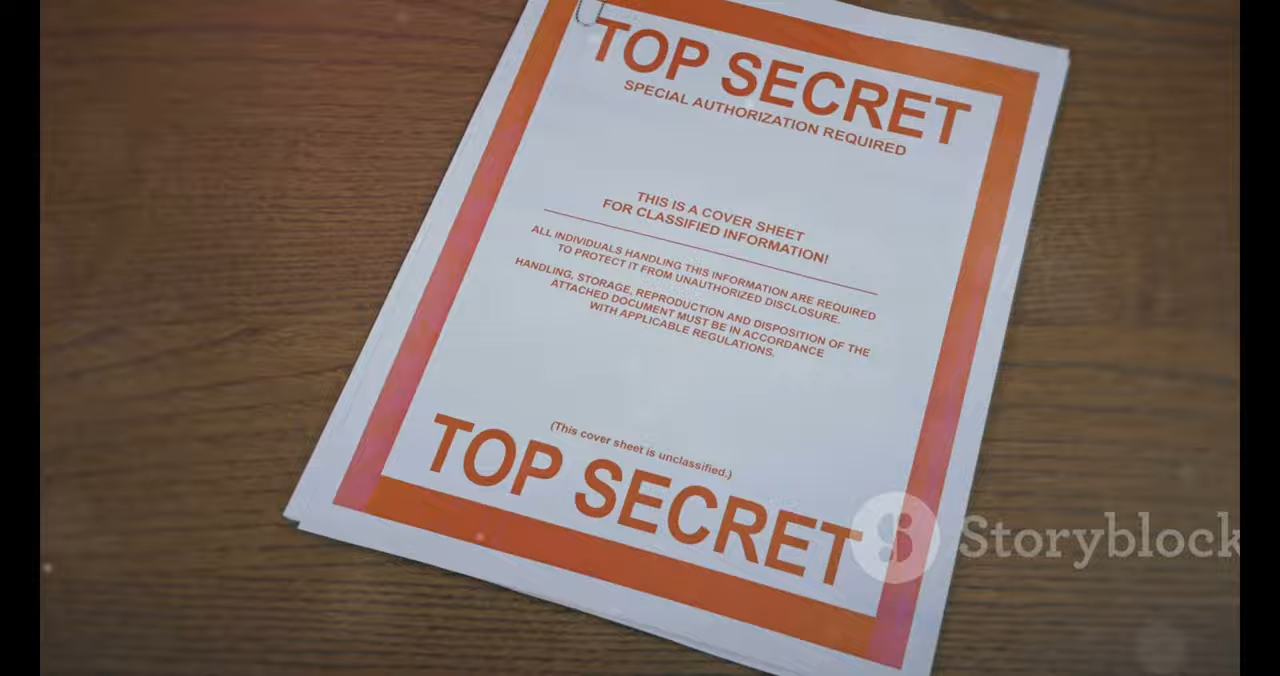 TOP SECRET
SPECIAL AUTHORIZATION REQUIRED
THIS IS A COVER SHEET
FOR CLASSIFIED INFORMATION!
ALL INDIVIDUALS HANDLING THIS INFORMATION ARE REQUIRED
TO PROTECT IT FROM UNAUTHORIZED DISCLOSURE.
HANDLING, STORAGE, REPRODUCTION AND DISPOSITION OF THE
ATTACHED DOCUMENT MUST BE IN ACCORDANCE
WITH APPLICABLE REGULATIONS.
(This cover sheet is unclassified.)
TOP SECRET
Storyblock